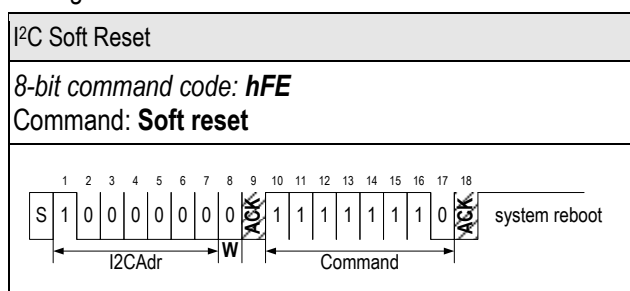 I²C Soft Reset
8-bit command code: hFE
Command: Soft reset
1 2 3 4 5 6 7 8 9 10 11 12 13 14 15 16 17 18
S 1 0 0 0 0 0 0 0 ACK 1 1 1 1 1 1 1 0 ACK system reboot
I2CAdr W Command